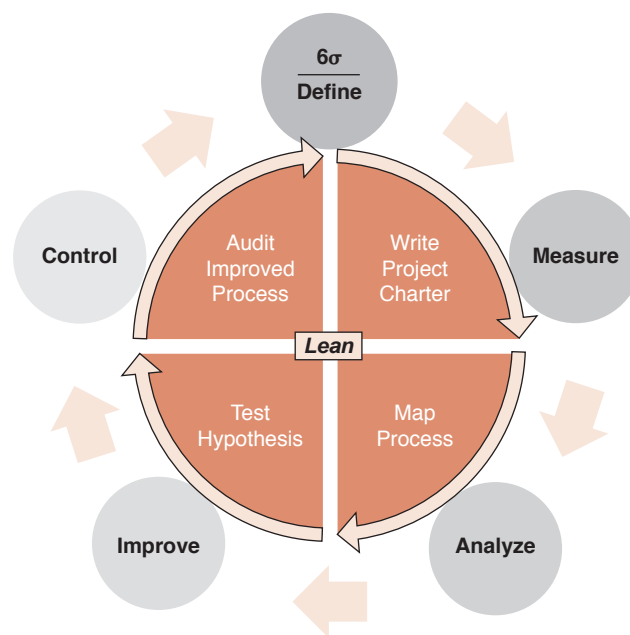 6σ
Define
Control
Audit
Improved
Process
Write
Project
Charter
Measure
Lean
Test
Hypothesis
Map
Process
Improve
Analyze